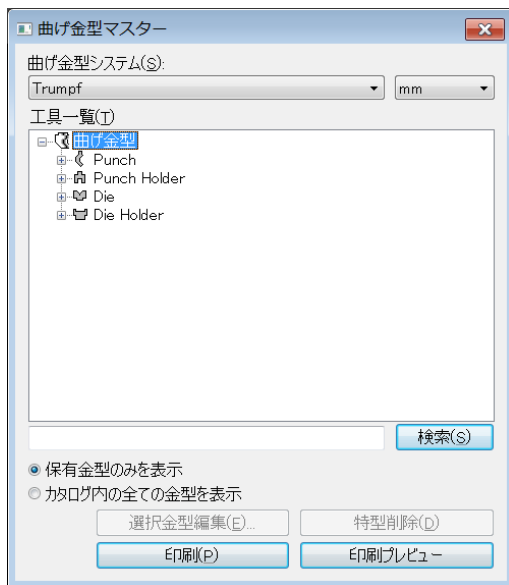 曲げ金型マスター
曲げ金型システム(S):
Trumpf mm
工具一覧(T)
曲げ金型
Punch
Punch Holder
Die
Die Holder
検索(S)
保有金型のみを表示
カタログ内の全ての金型を表示
選択金型編集(E)... 特型削除(D)
印刷(P) 印刷プレビュー